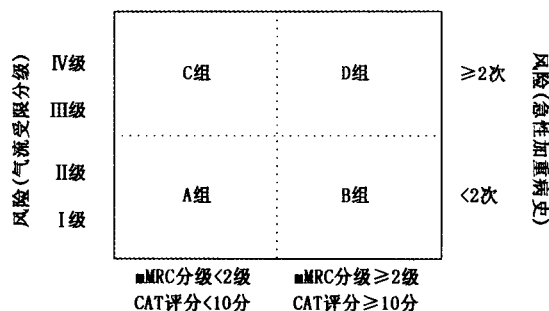 风险(气流受限分级)
IV级
C组
D组
≥2次
III级
II级
A组
B组
<2次
I级
风险(急性加重病史)
mMRC分级<2级
mMRC分级≥2级
CAT评分<10分
CAT评分≥10分